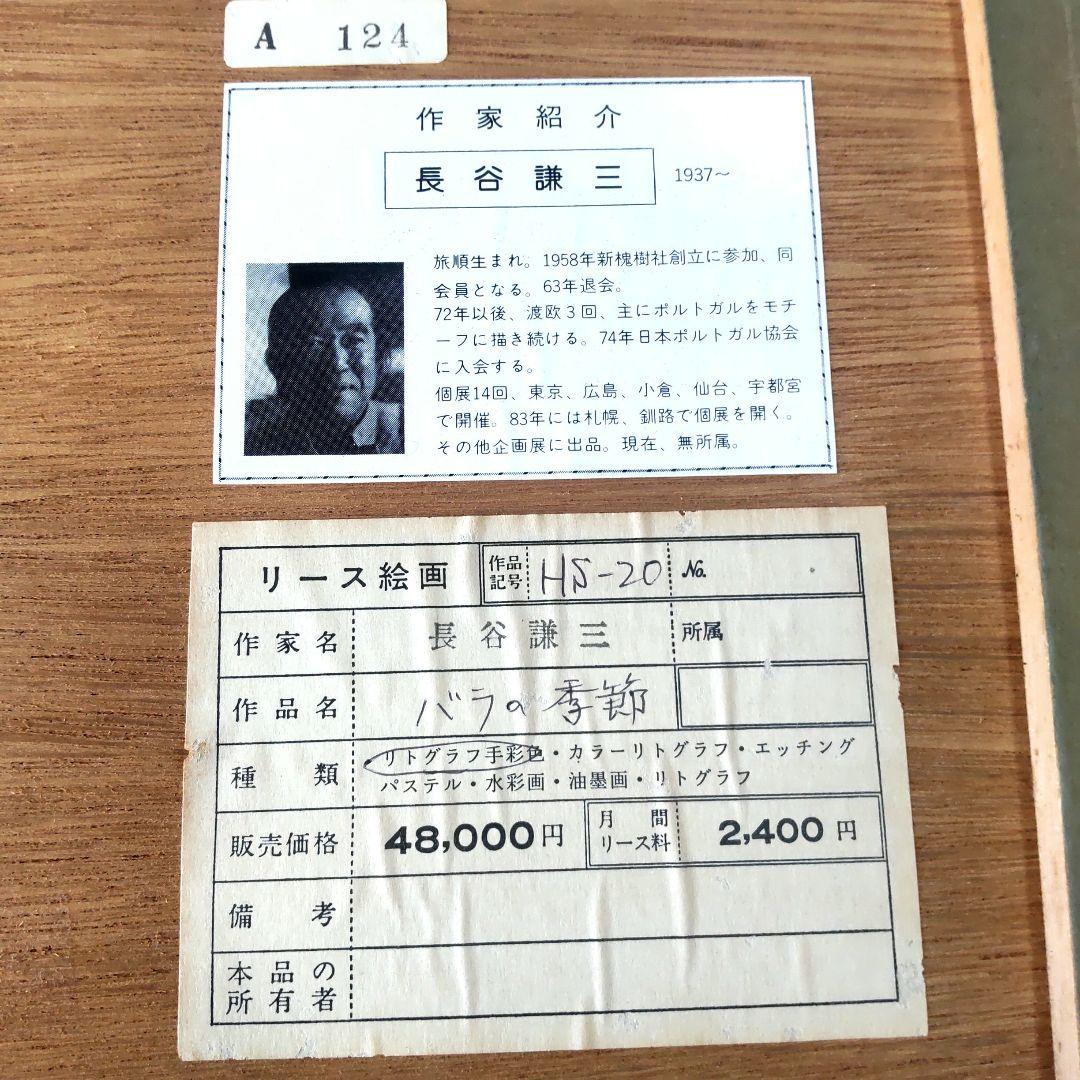 A 124
作家紹介
長谷謙三 1937～
旅順生まれ。1958年新槐樹社創立に参加、同
会員となる。63年退会。
72年以後、渡欧3回、主にポルトガルをモチ
ーフに描き続ける。74年日本ポルトガル協会
に入会する。
個展14回、東京、広島、小倉、仙台、宇都宮
で開催。83年には札幌、釧路で個展を開く。
その他企画展に出品。現在、無所属。
リース絵画 作品記号 HS-20 No.
作家名 長谷謙三 所属
作品名 バラの季節
種類 リトグラフ手彩色・カラーリトグラフ・エッチング
パステル・水彩画・油墨画・リトグラフ
販売価格 48,000円 月間リース料 2,400円
備考
本品の
所有者